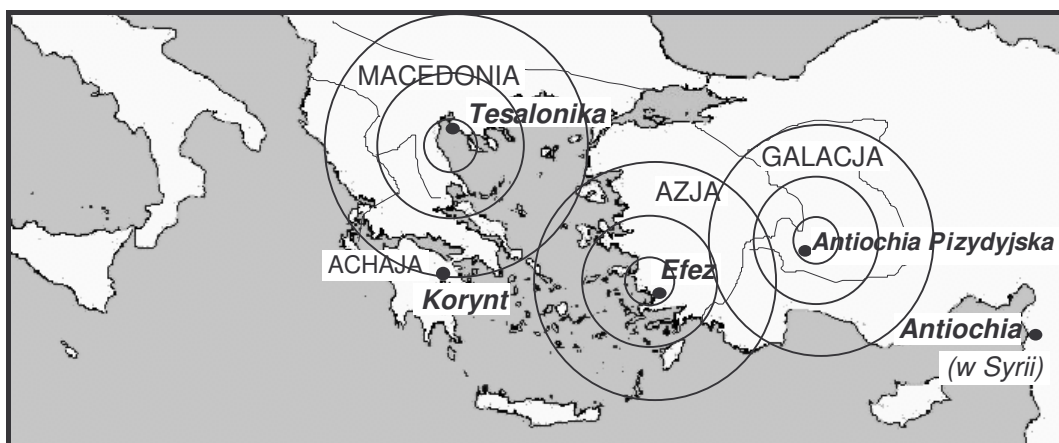 MACEDONIA
Tesalonika
GALACJA
AZJA
Antiochia Pizydyjska
ACHAJA
Efez
Korynt
Antiochia
(w Syrii)